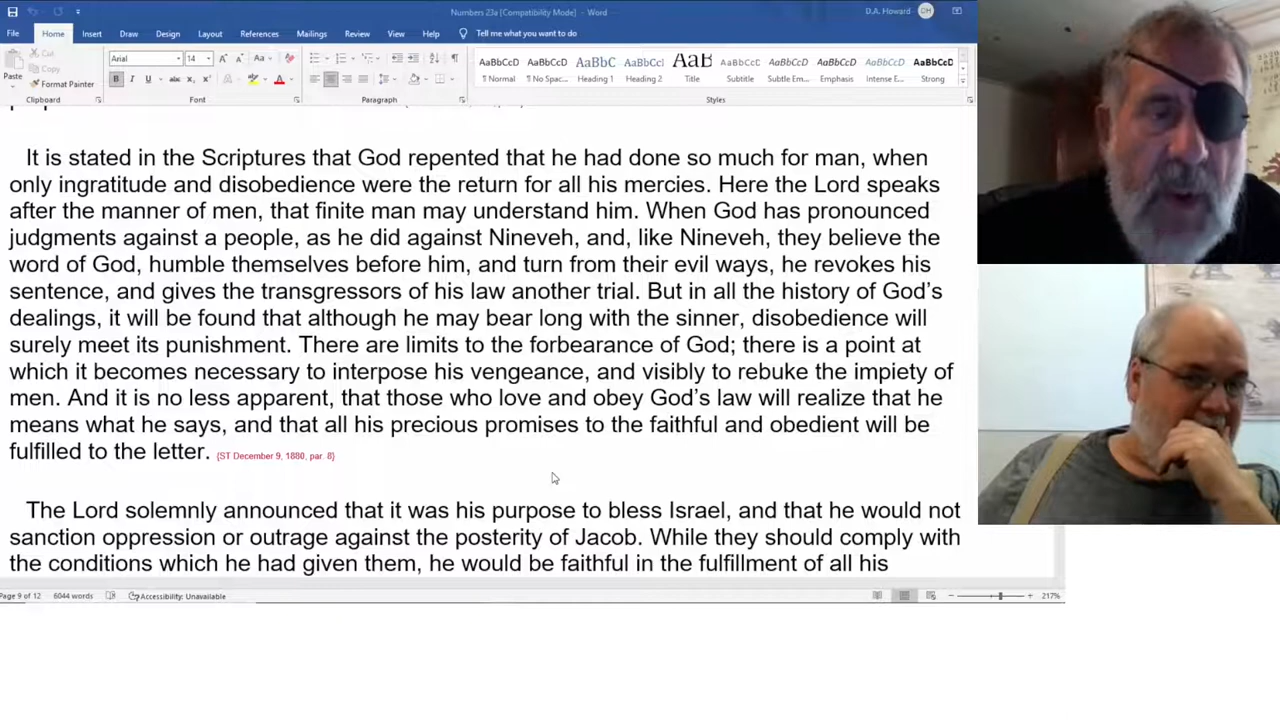 Numbers 23a [Compatibility Mode] - Word
D.A. Howard
CH
File Home Insert Draw Design Layout References Mailings Review View Help Tell me what you want to do
Cut
Copy
Format Painter
Paste
Arial 14
Clipboard Font Paragraph Styles
AaBbCcD AaBbCcD AaBbC AaBbCcC AaB AaBbCcD AaBbCcD AaBbCcD AaBbCcD AaBbCcD
¶ Normal ¶ No Spac... Heading 1 Heading 2 Title Subtitle Subtle Em... Emphasis Intense E... Strong
It is stated in the Scriptures that God repented that he had done so much for man, when
only ingratitude and disobedience were the return for all his mercies. Here the Lord speaks
after the manner of men, that finite man may understand him. When God has pronounced
judgments against a people, as he did against Nineveh, and, like Nineveh, they believe the
word of God, humble themselves before him, and turn from their evil ways, he revokes his
sentence, and gives the transgressors of his law another trial. But in all the history of God's
dealings, it will be found that although he may bear long with the sinner, disobedience will
surely meet its punishment. There are limits to the forbearance of God; there is a point at
which it becomes necessary to interpose his vengeance, and visibly to rebuke the impiety of
men. And it is no less apparent, that those who love and obey God's law will realize that he
means what he says, and that all his precious promises to the faithful and obedient will be
fulfilled to the letter. {ST December 9, 1880, par. 8}
The Lord solemnly announced that it was his purpose to bless Israel, and that he would not
sanction oppression or outrage against the posterity of Jacob. While they should comply with
the conditions which he had given them, he would be faithful in the fulfillment of all his
Page 9 of 12 6044 words Accessibility: Unavailable 217%